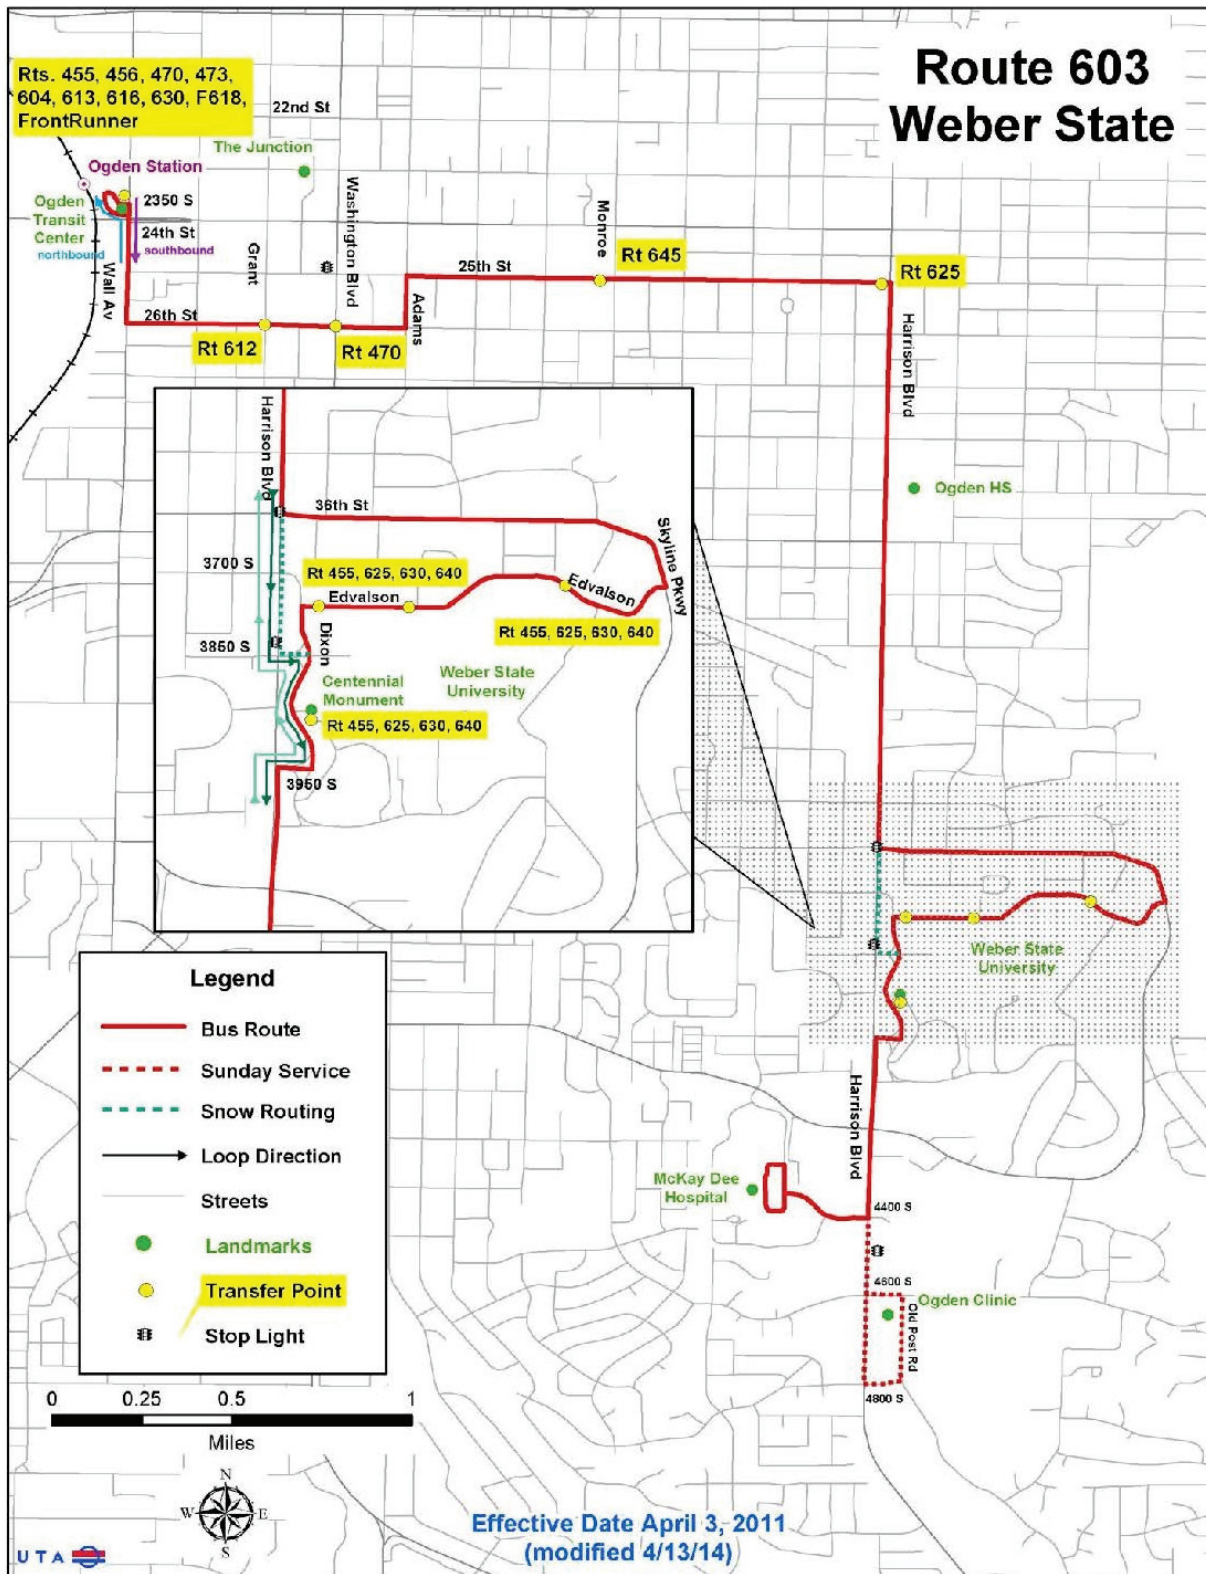 Route 603
Weber State
Rts. 455, 456, 470, 473,
604, 613, 616, 630, F618,
FrontRunner
22nd St
The Junction
Ogden Station
Ogden
Transit
Center
northbound
2350 S
24th St
southbound
Wall Av
Grant
Washington Blvd
Adams
25th St
Monroe
Rt 645
Rt 625
26th St
Rt 612
Rt 470
Harrison Blvd
Ogden HS
Harrison Blvd
36th St
Skyline Pkwy
3700 S
Rt 455, 625, 630, 640
Edvalson
Edvalson
Rt 455, 625, 630, 640
Dixon
3850 S
Weber State
University
Centennial
Monument
Rt 455, 625, 630, 640
3950 S
Weber State
University
Harrison Blvd
McKay Dee
Hospital
4400 S
4600 S
Ogden Clinic
Old Post Rd
4800 S
Legend
Bus Route
Sunday Service
Snow Routing
Loop Direction
Streets
Landmarks
Transfer Point
Stop Light
0 0.25 0.5 1
Miles
N
W E
S
Effective Date April 3, 2011
(modified 4/13/14)
UTA